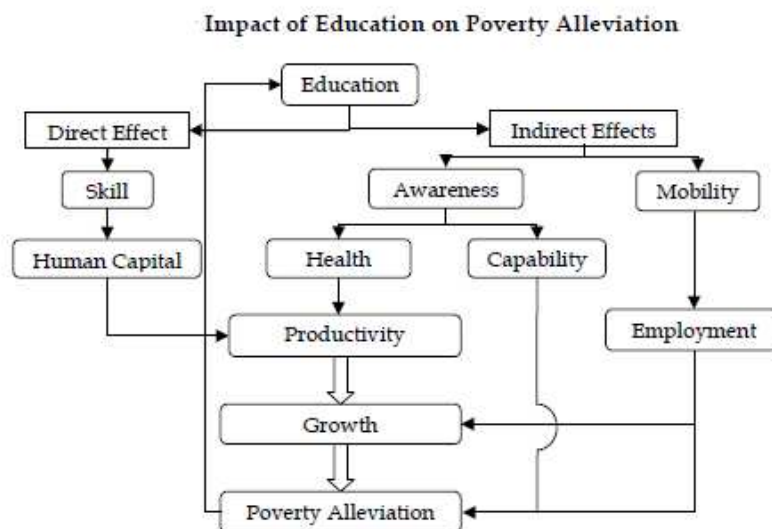 Impact of Education on Poverty Alleviation
Education
Direct Effect
Indirect Effects
Skill
Awareness
Mobility
Human Capital
Health
Capability
Productivity
Employment
Growth
Poverty Alleviation